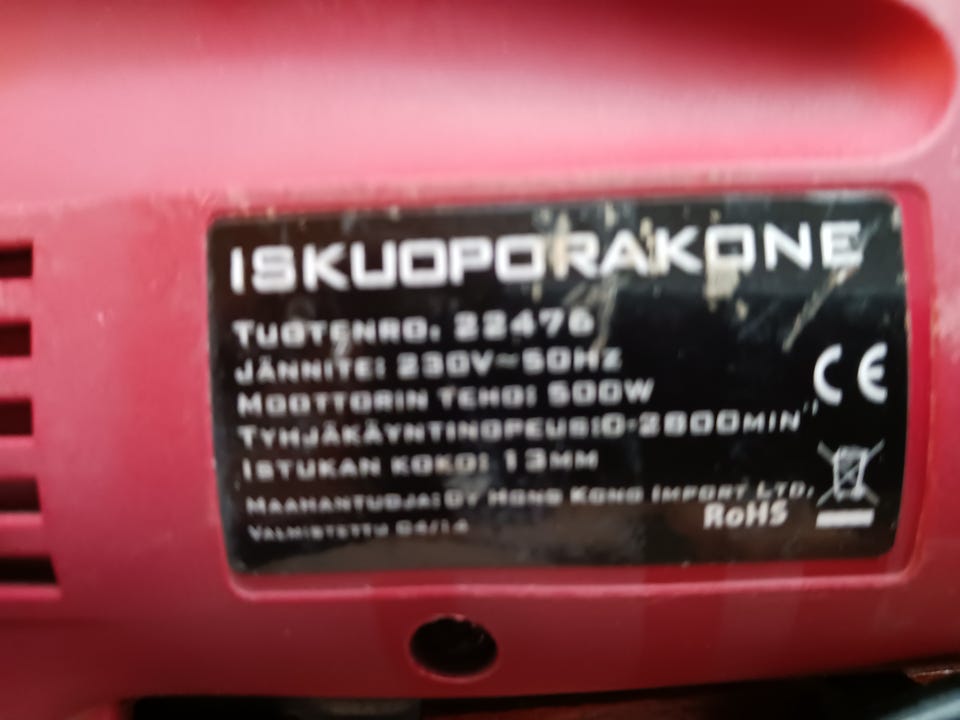 ISKUOPORAKONE
TUOTENRO. 22476
JÄNNITE: 230V~50HZ
MOOTTORIN TEHO: 500W
TYHJÄKÄYNTINOPEUS:0-2800MIN⁻¹
ISTUKAN KOKO: 13MM
MAAHANTUOJA: OY HONG KONG IMPORT LTD.
VALMISTETTU 04/14
CE
RoHS